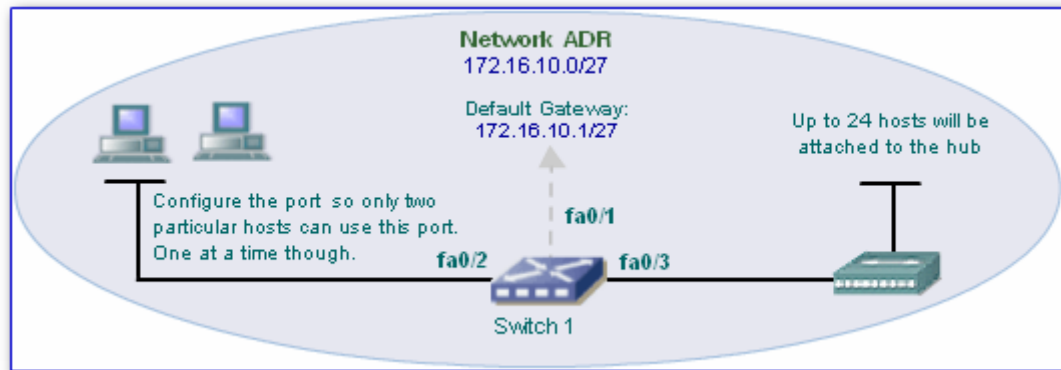 Network ADR
172.16.10.0/27
Default Gateway:
172.16.10.1/27
Up to 24 hosts will be
attached to the hub
Configure the port so only two
particular hosts can use this port.
One at a time though.
fa0/1
fa0/2
fa0/3
Switch 1